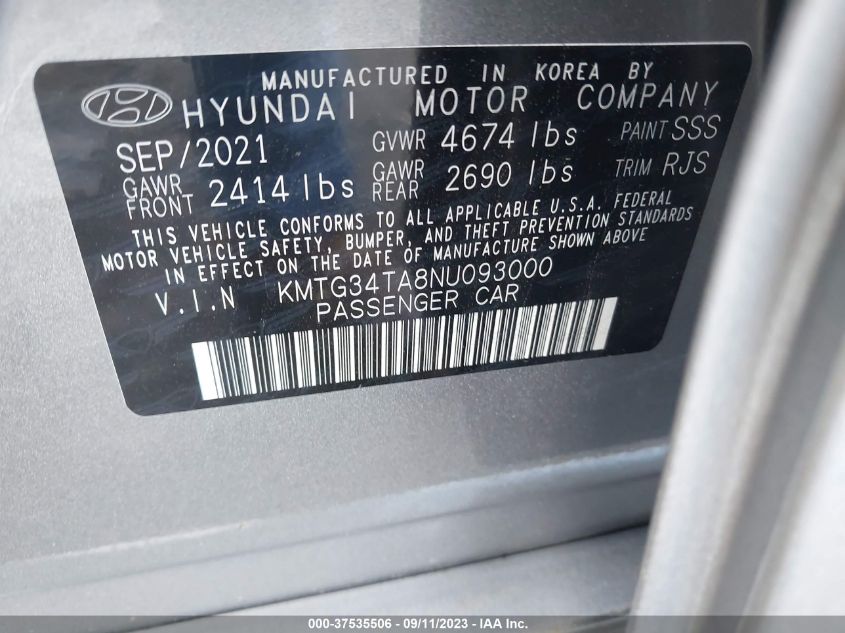 MANUFACTURED IN KOREA BY
HYUNDAI MOTOR COMPANY
SEP/2021 GVWR 4674 lbs PAINT SSS
GAWR FRONT 2414 lbs GAWR REAR 2690 lbs TRIM RJS
THIS VEHICLE CONFORMS TO ALL APPLICABLE U.S.A. FEDERAL
MOTOR VEHICLE SAFETY, BUMPER, AND THEFT PREVENTION STANDARDS
IN EFFECT ON THE DATE OF MANUFACTURE SHOWN ABOVE
V.I.N KMTG34TA8NU093000
PASSENGER CAR
000-37535506 - 09/11/2023 - IAA Inc.